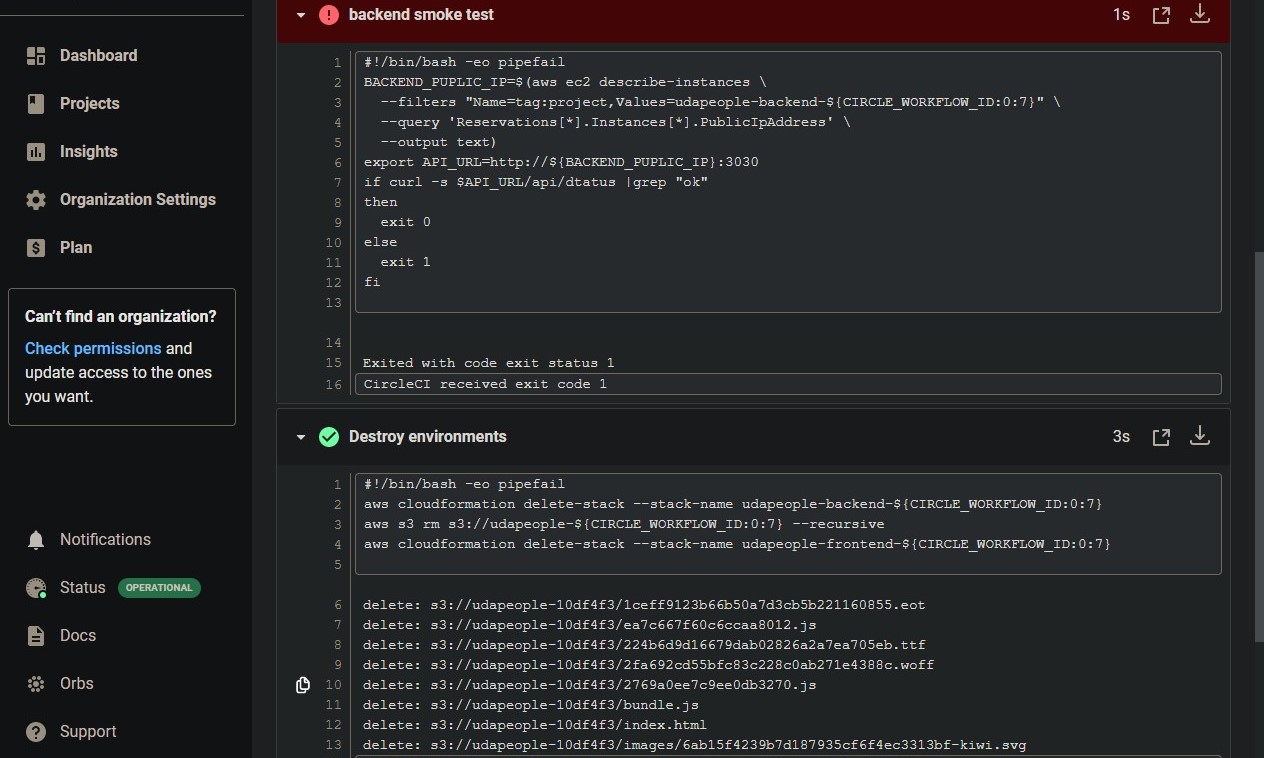 Dashboard
Projects
Insights
Organization Settings
Plan
Can't find an organization?
Check permissions and
update access to the ones
you want.
Notifications
Status OPERATIONAL
Docs
Orbs
Support
backend smoke test 1s
1 #!/bin/bash -eo pipefail
2 BACKEND_PUPLIC_IP=$(aws ec2 describe-instances \
3 --filters "Name=tag:project,Values=udapeople-backend-${CIRCLE_WORKFLOW_ID:0:7}" \
4 --query 'Reservations[*].Instances[*].PublicIpAddress' \
5 --output text)
6 export API_URL=http://${BACKEND_PUPLIC_IP}:3030
7 if curl -s $API_URL/api/dtatus |grep "ok"
8 then
9 exit 0
10 else
11 exit 1
12 fi
13
14
15 Exited with code exit status 1
16 CircleCI received exit code 1
Destroy environments 3s
1 #!/bin/bash -eo pipefail
2 aws cloudformation delete-stack --stack-name udapeople-backend-${CIRCLE_WORKFLOW_ID:0:7}
3 aws s3 rm s3://udapeople-${CIRCLE_WORKFLOW_ID:0:7} --recursive
4 aws cloudformation delete-stack --stack-name udapeople-frontend-${CIRCLE_WORKFLOW_ID:0:7}
5
6 delete: s3://udapeople-10df4f3/1ceff9123b66b50a7d3cb5b221160855.eot
7 delete: s3://udapeople-10df4f3/ea7c667f60c6ccaa8012.js
8 delete: s3://udapeople-10df4f3/224b6d9d16679dab02826a2a7ea705eb.ttf
9 delete: s3://udapeople-10df4f3/2fa692cd55bfc83c228c0ab271e4388c.woff
10 delete: s3://udapeople-10df4f3/2769a0ee7c9ee0db3270.js
11 delete: s3://udapeople-10df4f3/bundle.js
12 delete: s3://udapeople-10df4f3/index.html
13 delete: s3://udapeople-10df4f3/images/6ab15f4239b7d187935cf6f4ec3313bf-kiwi.svg